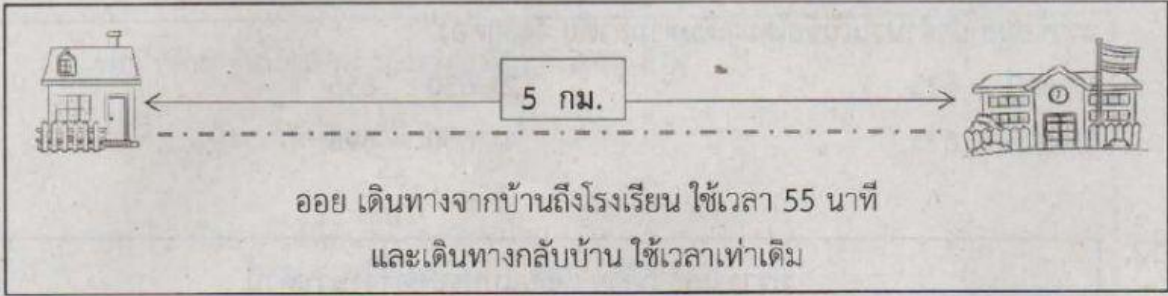 5 กม.
ออย เดินทางจากบ้านถึงโรงเรียน ใช้เวลา 55 นาที
และเดินทางกลับบ้าน ใช้เวลาเท่าเดิม